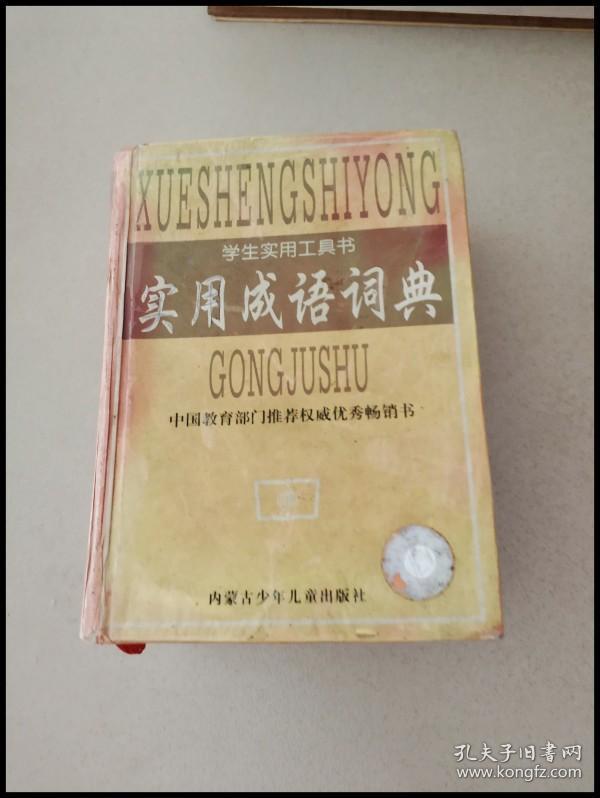 XUESHENGSHIYONG
学生实用工具书
实用成语词典
GONGJUSHU
中国教育部门推荐权威优秀畅销书
内蒙古少年儿童出版社
孔夫子旧书网
www.kongfz.com